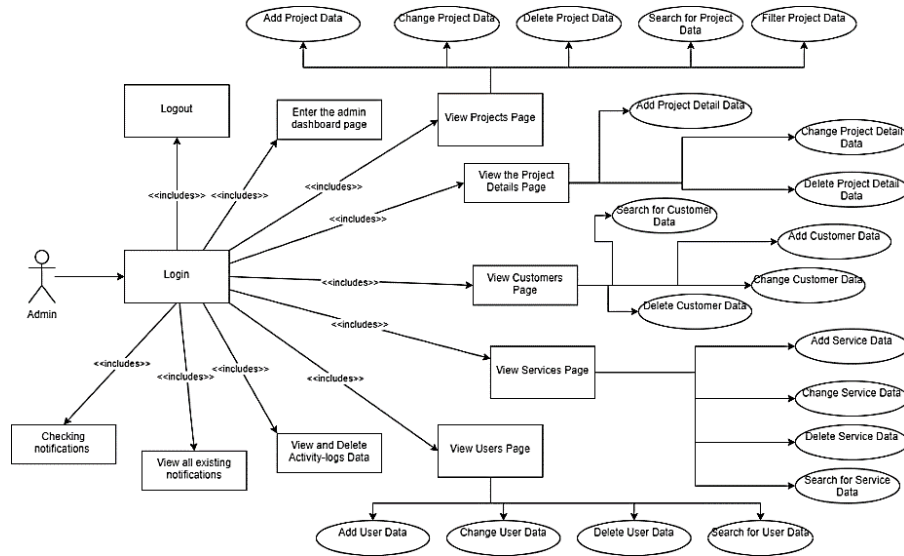 Add Project Data
Change Project Data
Delete Project Data
Search for Project
Data
Filter Project Data
Logout
Enter the admin
dashboard page
View Projects Page
Add Project Detail Data
Change Project Detail
Data
View the Project
Details Page
Delete Project Detail
Data
<<includes>>
<<includes>>
<<includes>>
<<includes>>
Search for Customer
Data
Add Customer Data
Admin
Login
<<includes>>
View Customers
Page
Change Customer Data
Delete Customer Data
<<includes>>
View Services Page
Add Service Data
Change Service Data
Delete Service Data
Search for Service
Data
<<includes>>
<<includes>>
<<includes>>
<<includes>>
Checking
notifications
View all existing
notifications
View and Delete
Activity-logs Data
View Users Page
Add User Data
Change User Data
Delete User Data
Search for User Data